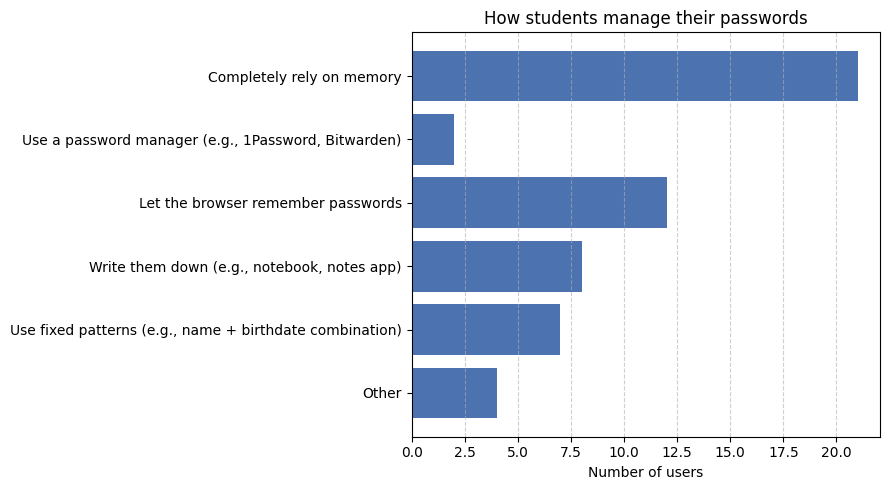 How students manage their passwords
Completely rely on memory
Use a password manager (e.g., 1Password, Bitwarden)
Let the browser remember passwords
Write them down (e.g., notebook, notes app)
Use fixed patterns (e.g., name + birthdate combination)
Other
0.0 2.5 5.0 7.5 10.0 12.5 15.0 17.5 20.0
Number of users